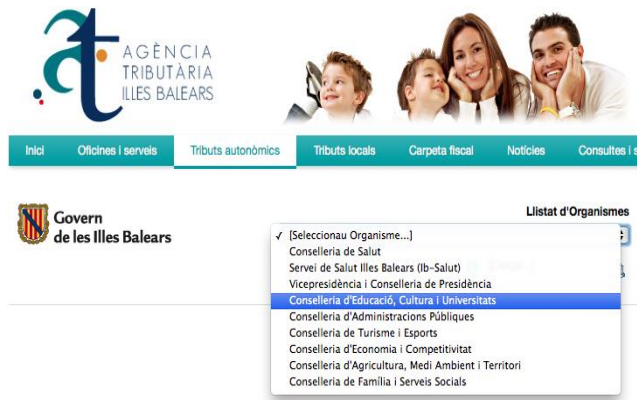 AGÈNCIA
TRIBUTÀRIA
ILLES BALEARS
Inici Oficines i serveis Tributs autonòmics Tributs locals Carpeta fiscal Notícies Consultes i s
Govern
de les Illes Balears
Llistat d'Organismes
✓ [Seleccionau Organisme...]
Conselleria de Salut
Servei de Salut Illes Balears (Ib-Salut)
Vicepresidència i Conselleria de Presidència
Conselleria d'Educació, Cultura i Universitats
Conselleria d'Administracions Públiques
Conselleria de Turisme i Esports
Conselleria d'Economia i Competitivitat
Conselleria d'Agricultura, Medi Ambient i Territori
Conselleria de Família i Serveis Socials